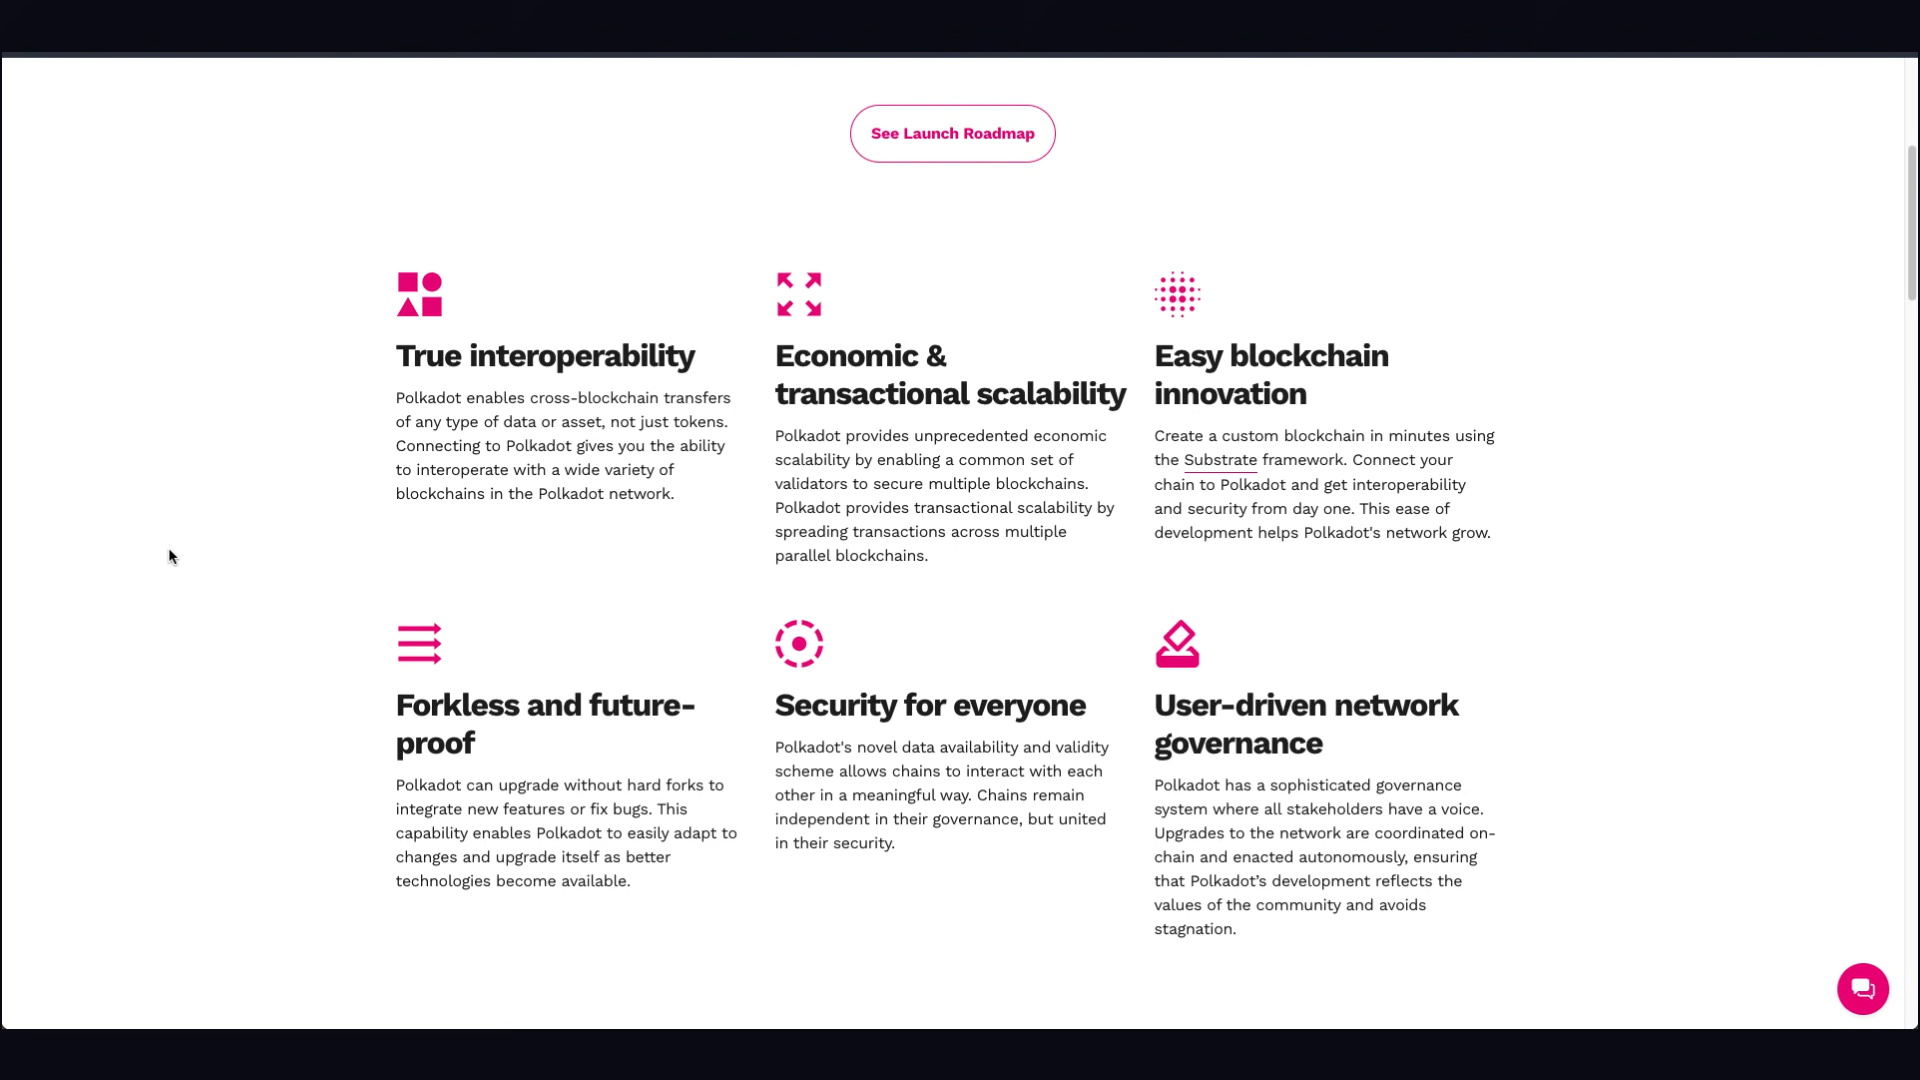 See Launch Roadmap
True interoperability
Polkadot enables cross-blockchain transfers
of any type of data or asset, not just tokens.
Connecting to Polkadot gives you the ability
to interoperate with a wide variety of
blockchains in the Polkadot network.
Economic &
transactional scalability
Polkadot provides unprecedented economic
scalability by enabling a common set of
validators to secure multiple blockchains.
Polkadot provides transactional scalability by
spreading transactions across multiple
parallel blockchains.
Easy blockchain
innovation
Create a custom blockchain in minutes using
the Substrate framework. Connect your
chain to Polkadot and get interoperability
and security from day one. This ease of
development helps Polkadot's network grow.
Forkless and future-
proof
Polkadot can upgrade without hard forks to
integrate new features or fix bugs. This
capability enables Polkadot to easily adapt to
changes and upgrade itself as better
technologies become available.
Security for everyone
Polkadot's novel data availability and validity
scheme allows chains to interact with each
other in a meaningful way. Chains remain
independent in their governance, but united
in their security.
User-driven network
governance
Polkadot has a sophisticated governance
system where all stakeholders have a voice.
Upgrades to the network are coordinated on-
chain and enacted autonomously, ensuring
that Polkadot’s development reflects the
values of the community and avoids
stagnation.